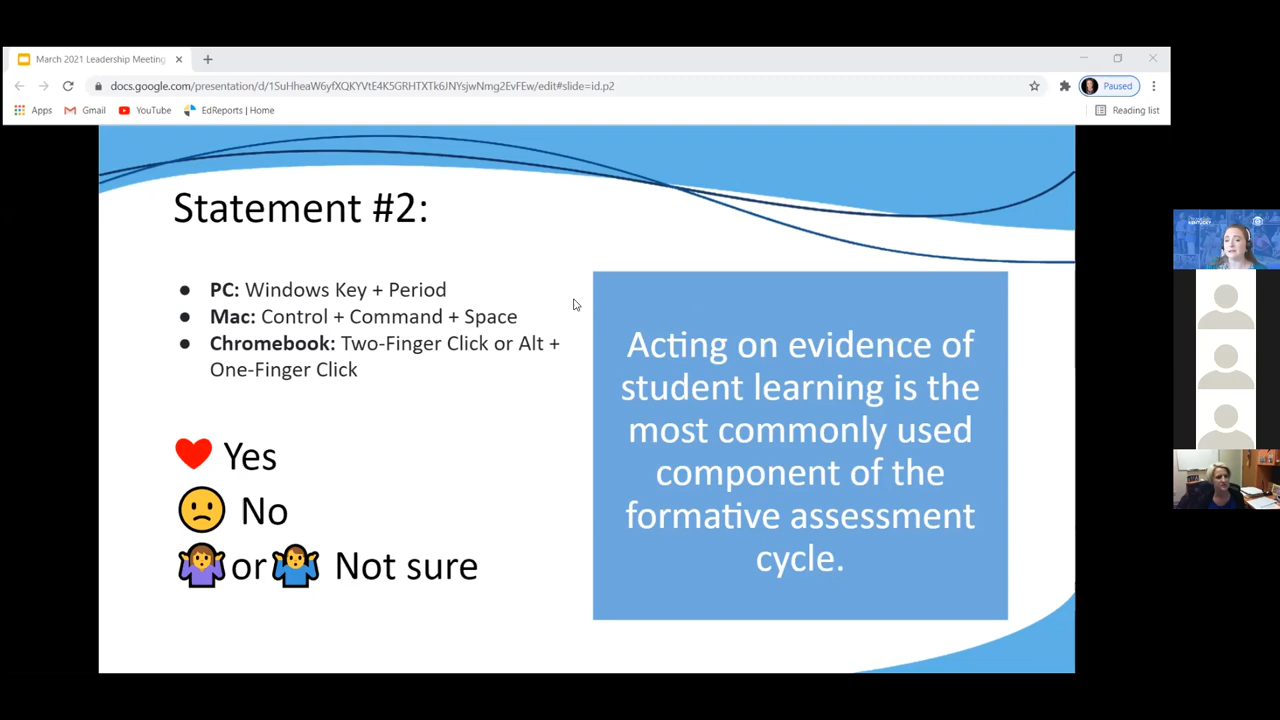 March 2021 Leadership Meeting
docs.google.com/presentation/d/1SuHheaW6yfXQKYVtE4K5GRHTXTk6JNYsjwNmg2EvFEw/edit#slide=id.p2
Paused
Apps
Gmail
YouTube
EdReports | Home
Reading list
Statement #2:
● PC: Windows Key + Period
● Mac: Control + Command + Space
● Chromebook: Two-Finger Click or Alt +
One-Finger Click
❤️ Yes
🙁 No
🤷‍♀️or🤷‍♂️ Not sure
Acting on evidence of
student learning is the
most commonly used
component of the
formative assessment
cycle.
KENTUCKY